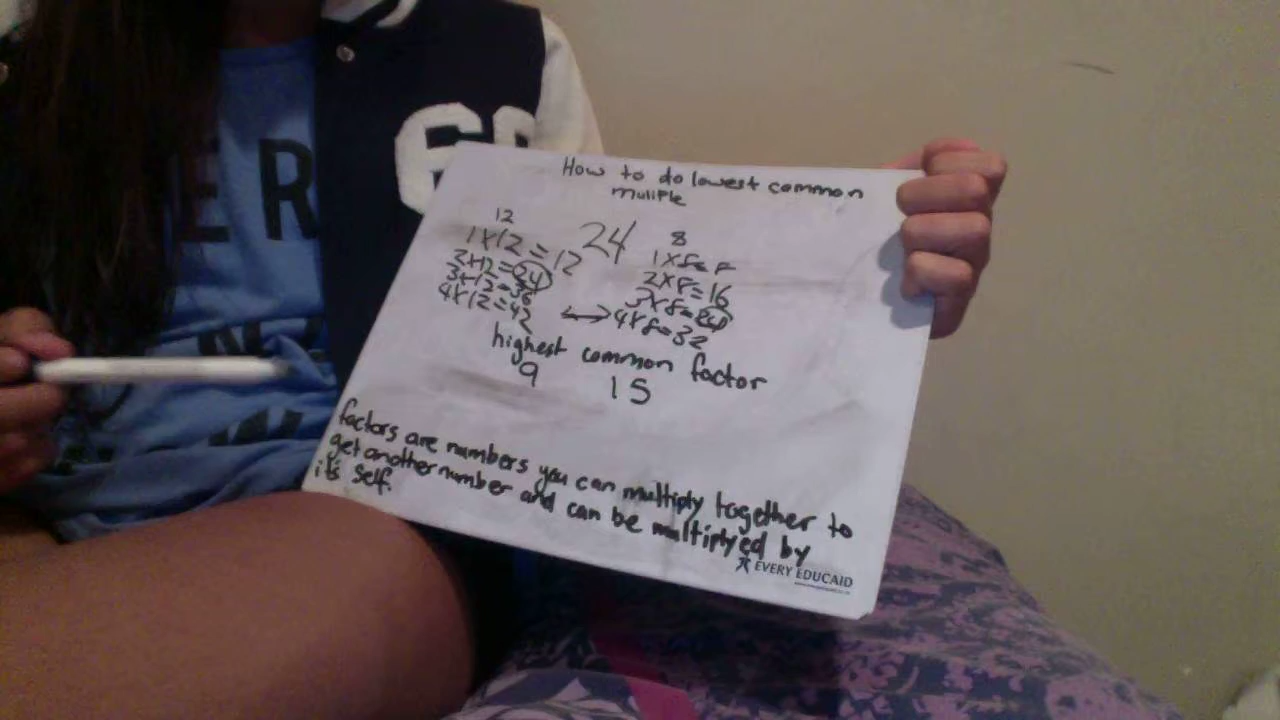 How to do lowest common
muliple
12
24
8
1x12 = 12
2x12 = 24
3x12 = 36
4x12 = 42
1x8=8
2x8=16
3x8=24
4x8=32
highest common factor
9 15
factors are numbers you can multiply together to
get another number and can be multiplyed by
it's self.
EVERY EDUCAID
ER